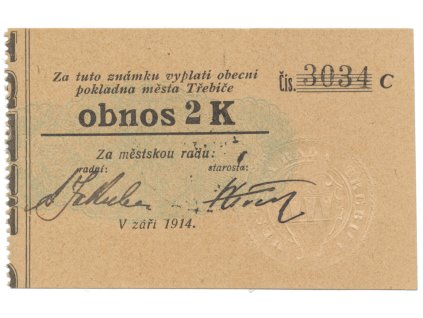 Za tuto známku vyplatí obecní
pokladna města Třebíče
Čís. 3034 C
obnos 2 K
Za městskou radu:
radní: starosta:
V září 1914.